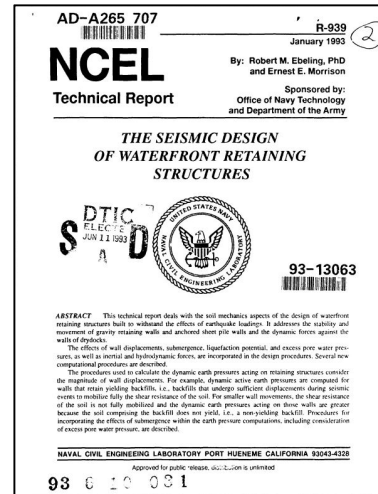 AD-A265 707
R-939
January 1993
2
NCEL
Technical Report
By: Robert M. Ebeling, PhD
and Ernest E. Morrison
Sponsored by:
Office of Navy Technology
and Department of the Army
THE SEISMIC DESIGN
OF WATERFRONT RETAINING
STRUCTURES
DTIC
S ELECTE D
JUN 11 1993
A
UNITED STATES NAVY
NAVAL CIVIL ENGINEERING LABORATORY
93-13063
ABSTRACT This technical report deals with the soil mechanics aspects of the design of waterfront
retaining structures built to withstand the effects of earthquake loadings. It addresses the stability and
movement of gravity retaining walls and anchored sheet pile walls and the dynamic forces against the
walls of drydocks.
The effects of wall displacements, submergence, liquefaction potential, and excess pore water pres-
sures, as well as inertial and hydrodynamic forces, are incorporated in the design procedures. Several new
computational procedures are described.
The procedures used to calculate the dynamic earth pressures acting on retaining structures consider
the magnitude of wall displacements. For example, dynamic active earth pressures are computed for
walls that retain yielding backfills, i.e., backfills that undergo sufficient displacements during seismic
events to mobilize fully the shear resistance of the soil. For smaller wall movements, the shear resistance
of the soil is not fully mobilized and the dynamic earth pressures acting on those walls are greater
because the soil comprising the backfill does not yield, i.e., a non-yielding backfill. Procedures for
incorporating the effects of submergence within the earth pressure computations, including consideration
of excess pore water pressure, are described.
NAVAL CIVIL ENGINEERING LABORATORY PORT HUENEME CALIFORNIA 93043-4328
Approved for public release, distribution is unlimited
93 6 10 031